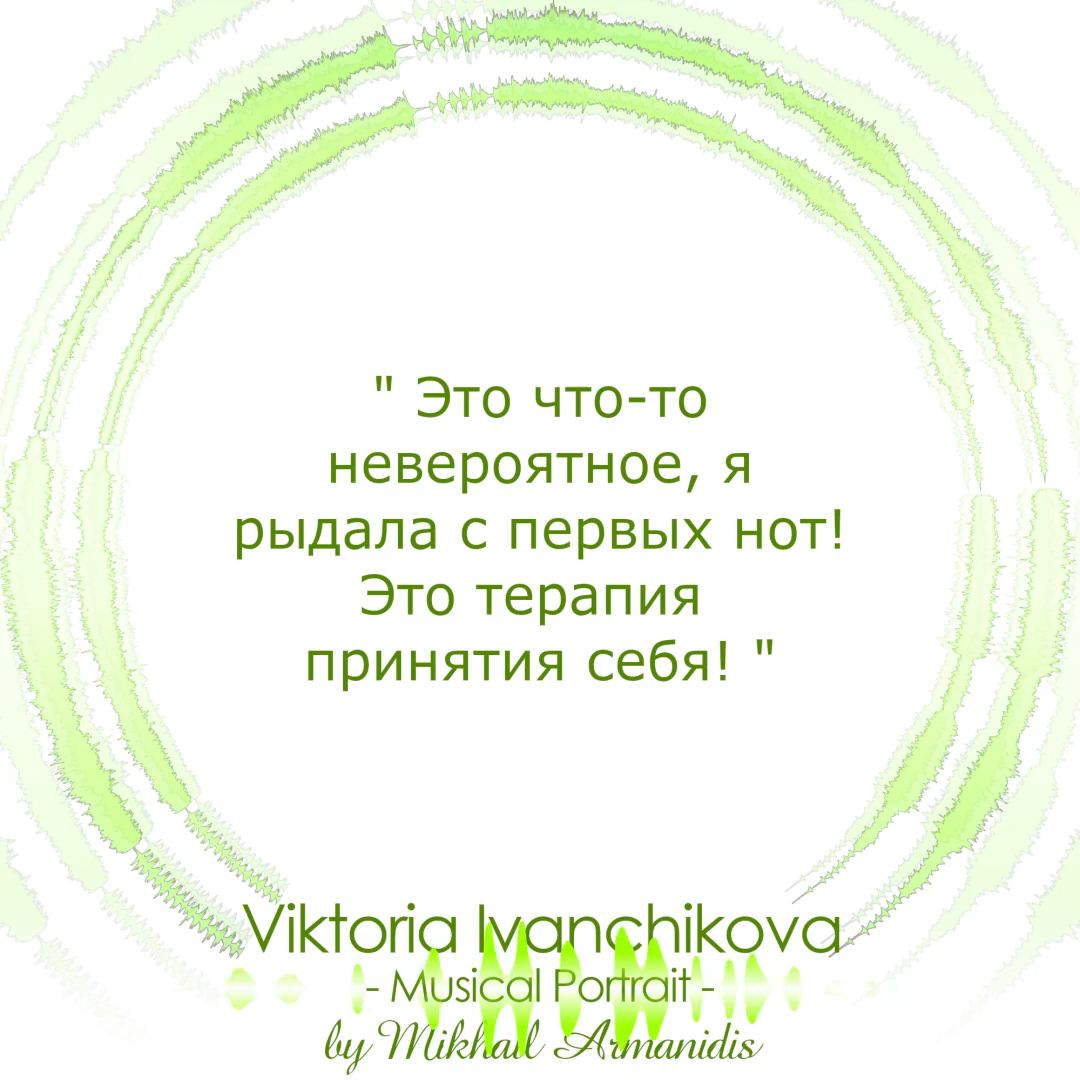 " Это что-то
невероятное, я
рыдала с первых нот!
Это терапия
принятия себя! "
Viktoria Ivanchikova
- Musical Portrait -
by Mikhail Armanidis